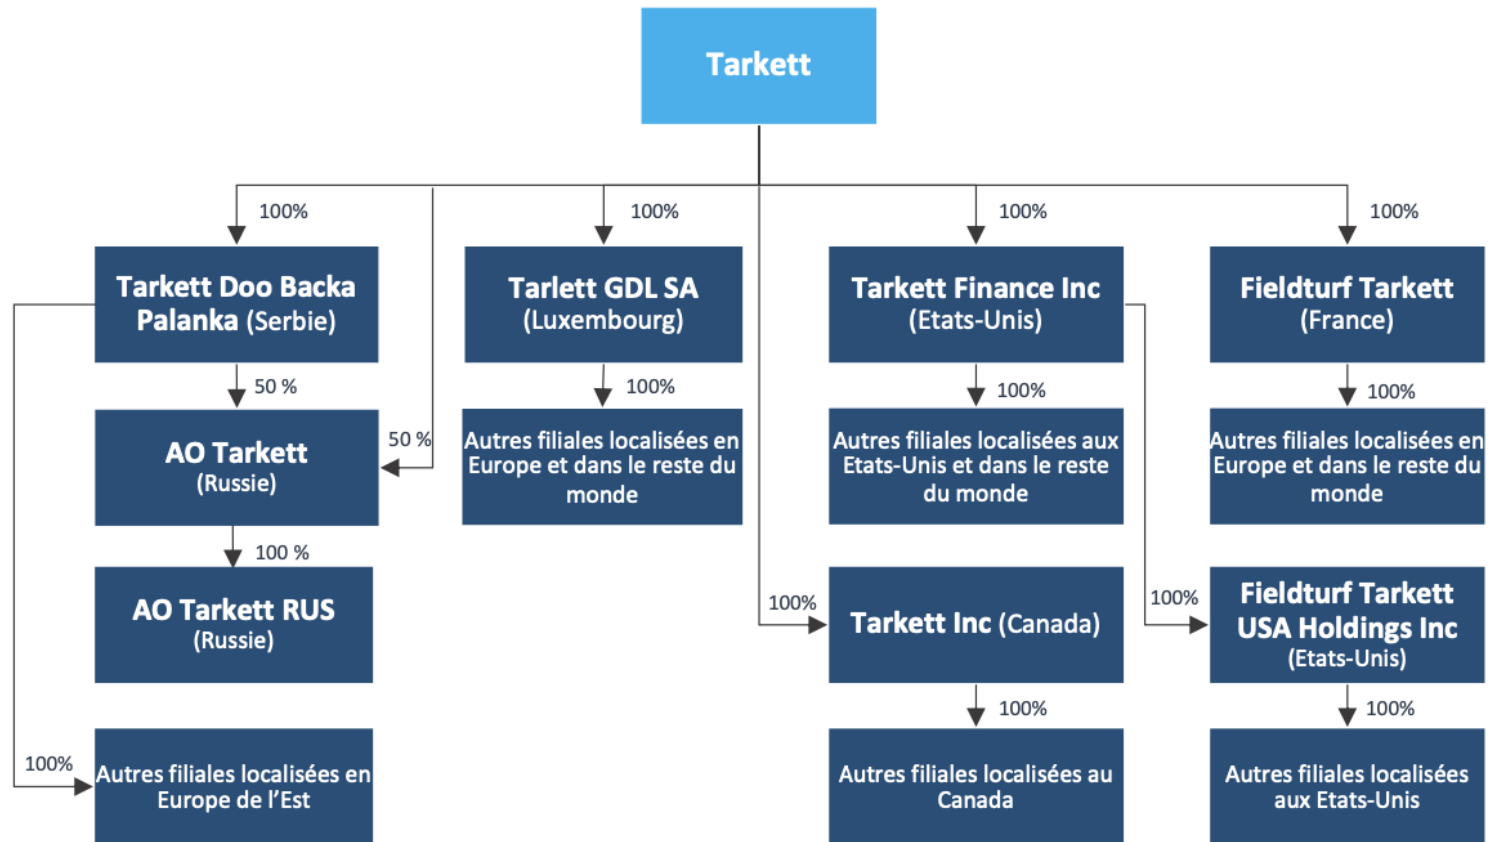 Tarkett
100%
100%
100%
100%
Tarkett Doo Backa
Palanka (Serbie)
Tarlett GDL SA
(Luxembourg)
Tarkett Finance Inc
(Etats-Unis)
Fieldturf Tarkett
(France)
50 %
100%
100%
100%
AO Tarkett
(Russie)
50 %
Autres filiales localisées en
Europe et dans le reste du
monde
Autres filiales localisées aux
Etats-Unis et dans le reste
du monde
Autres filiales localisées en
Europe et dans le reste du
monde
100 %
AO Tarkett RUS
(Russie)
100%
Tarkett Inc (Canada)
100%
Fieldturf Tarkett
USA Holdings Inc
(Etats-Unis)
100%
100%
100%
Autres filiales localisées en
Europe de l’Est
Autres filiales localisées au
Canada
Autres filiales localisées
aux Etats-Unis